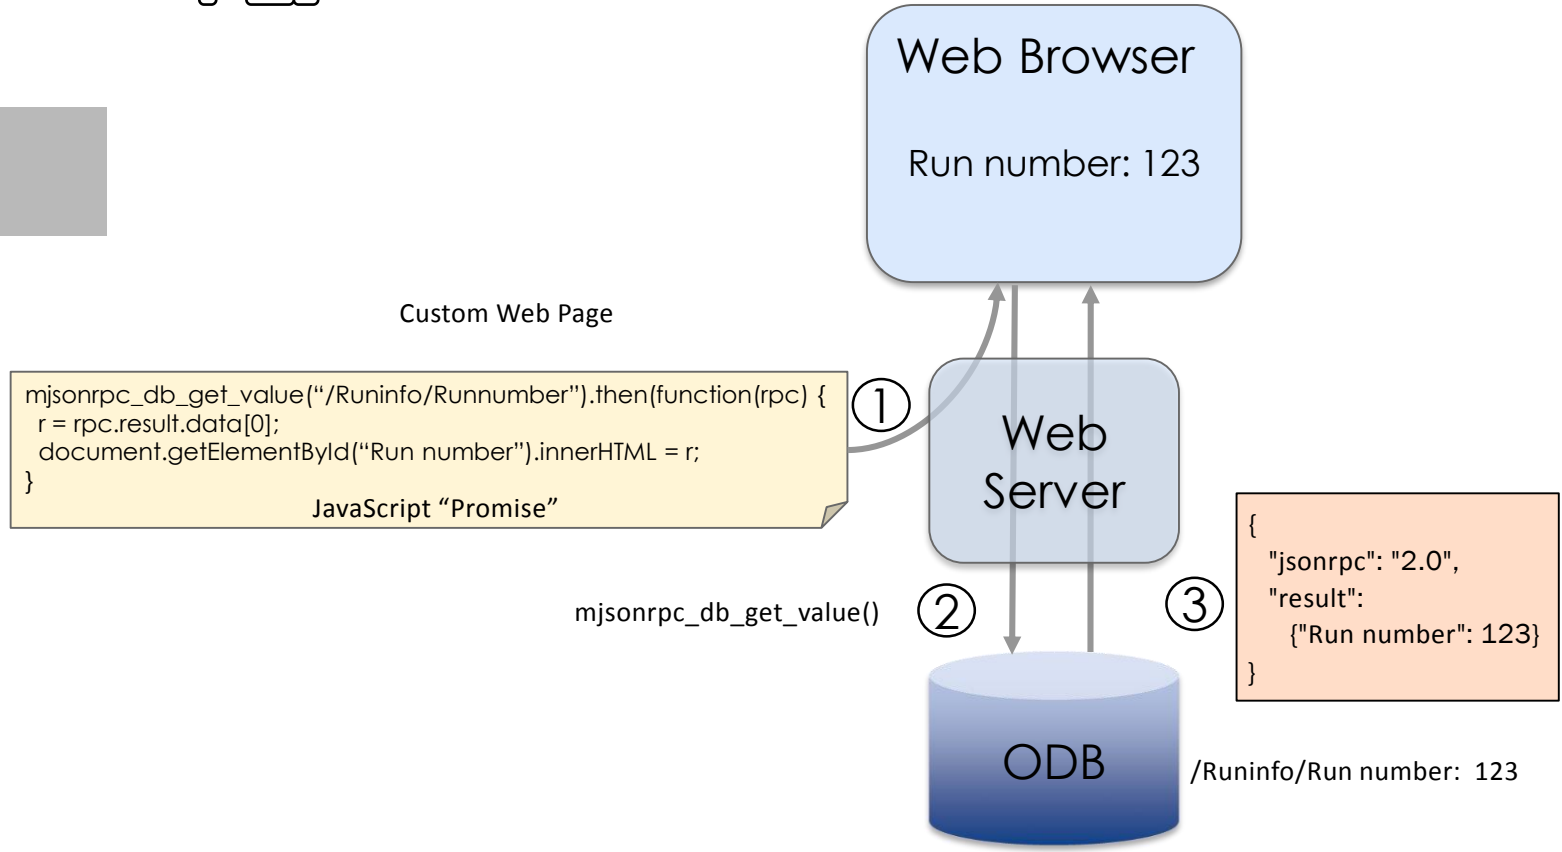 Web Browser
Run number: 123
Custom Web Page
mjsonrpc_db_get_value(“/Runinfo/Runnumber”).then(function(rpc) {
r = rpc.result.data[0];
document.getElementById(“Run number”).innerHTML = r;
}
JavaScript “Promise”
1
Web
Server
mjsonrpc_db_get_value()
2
3
{
"jsonrpc": "2.0",
"result":
{"Run number": 123}
}
ODB
/Runinfo/Run number: 123